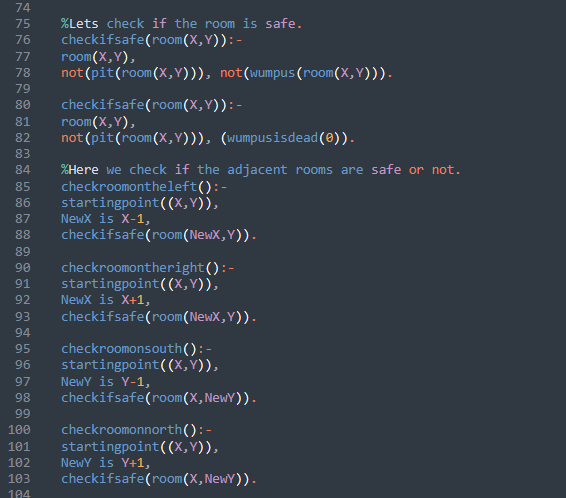 74
75 %Lets check if the room is safe.
76 checkifsafe(room(X,Y)):-
77 room(X,Y),
78 not(pit(room(X,Y))), not(wumpus(room(X,Y))).
79
80 checkifsafe(room(X,Y)):-
81 room(X,Y),
82 not(pit(room(X,Y))), (wumpusisdead(0)).
83
84 %Here we check if the adjacent rooms are safe or not.
85 checkroomontheleft():-
86 startingpoint((X,Y)),
87 NewX is X-1,
88 checkifsafe(room(NewX,Y)).
89
90 checkroomontheright():-
91 startingpoint((X,Y)),
92 NewX is X+1,
93 checkifsafe(room(NewX,Y)).
94
95 checkroomonsouth():-
96 startingpoint((X,Y)),
97 NewY is Y-1,
98 checkifsafe(room(X,NewY)).
99
100 checkroomonnorth():-
101 startingpoint((X,Y)),
102 NewY is Y+1,
103 checkifsafe(room(X,NewY)).
104